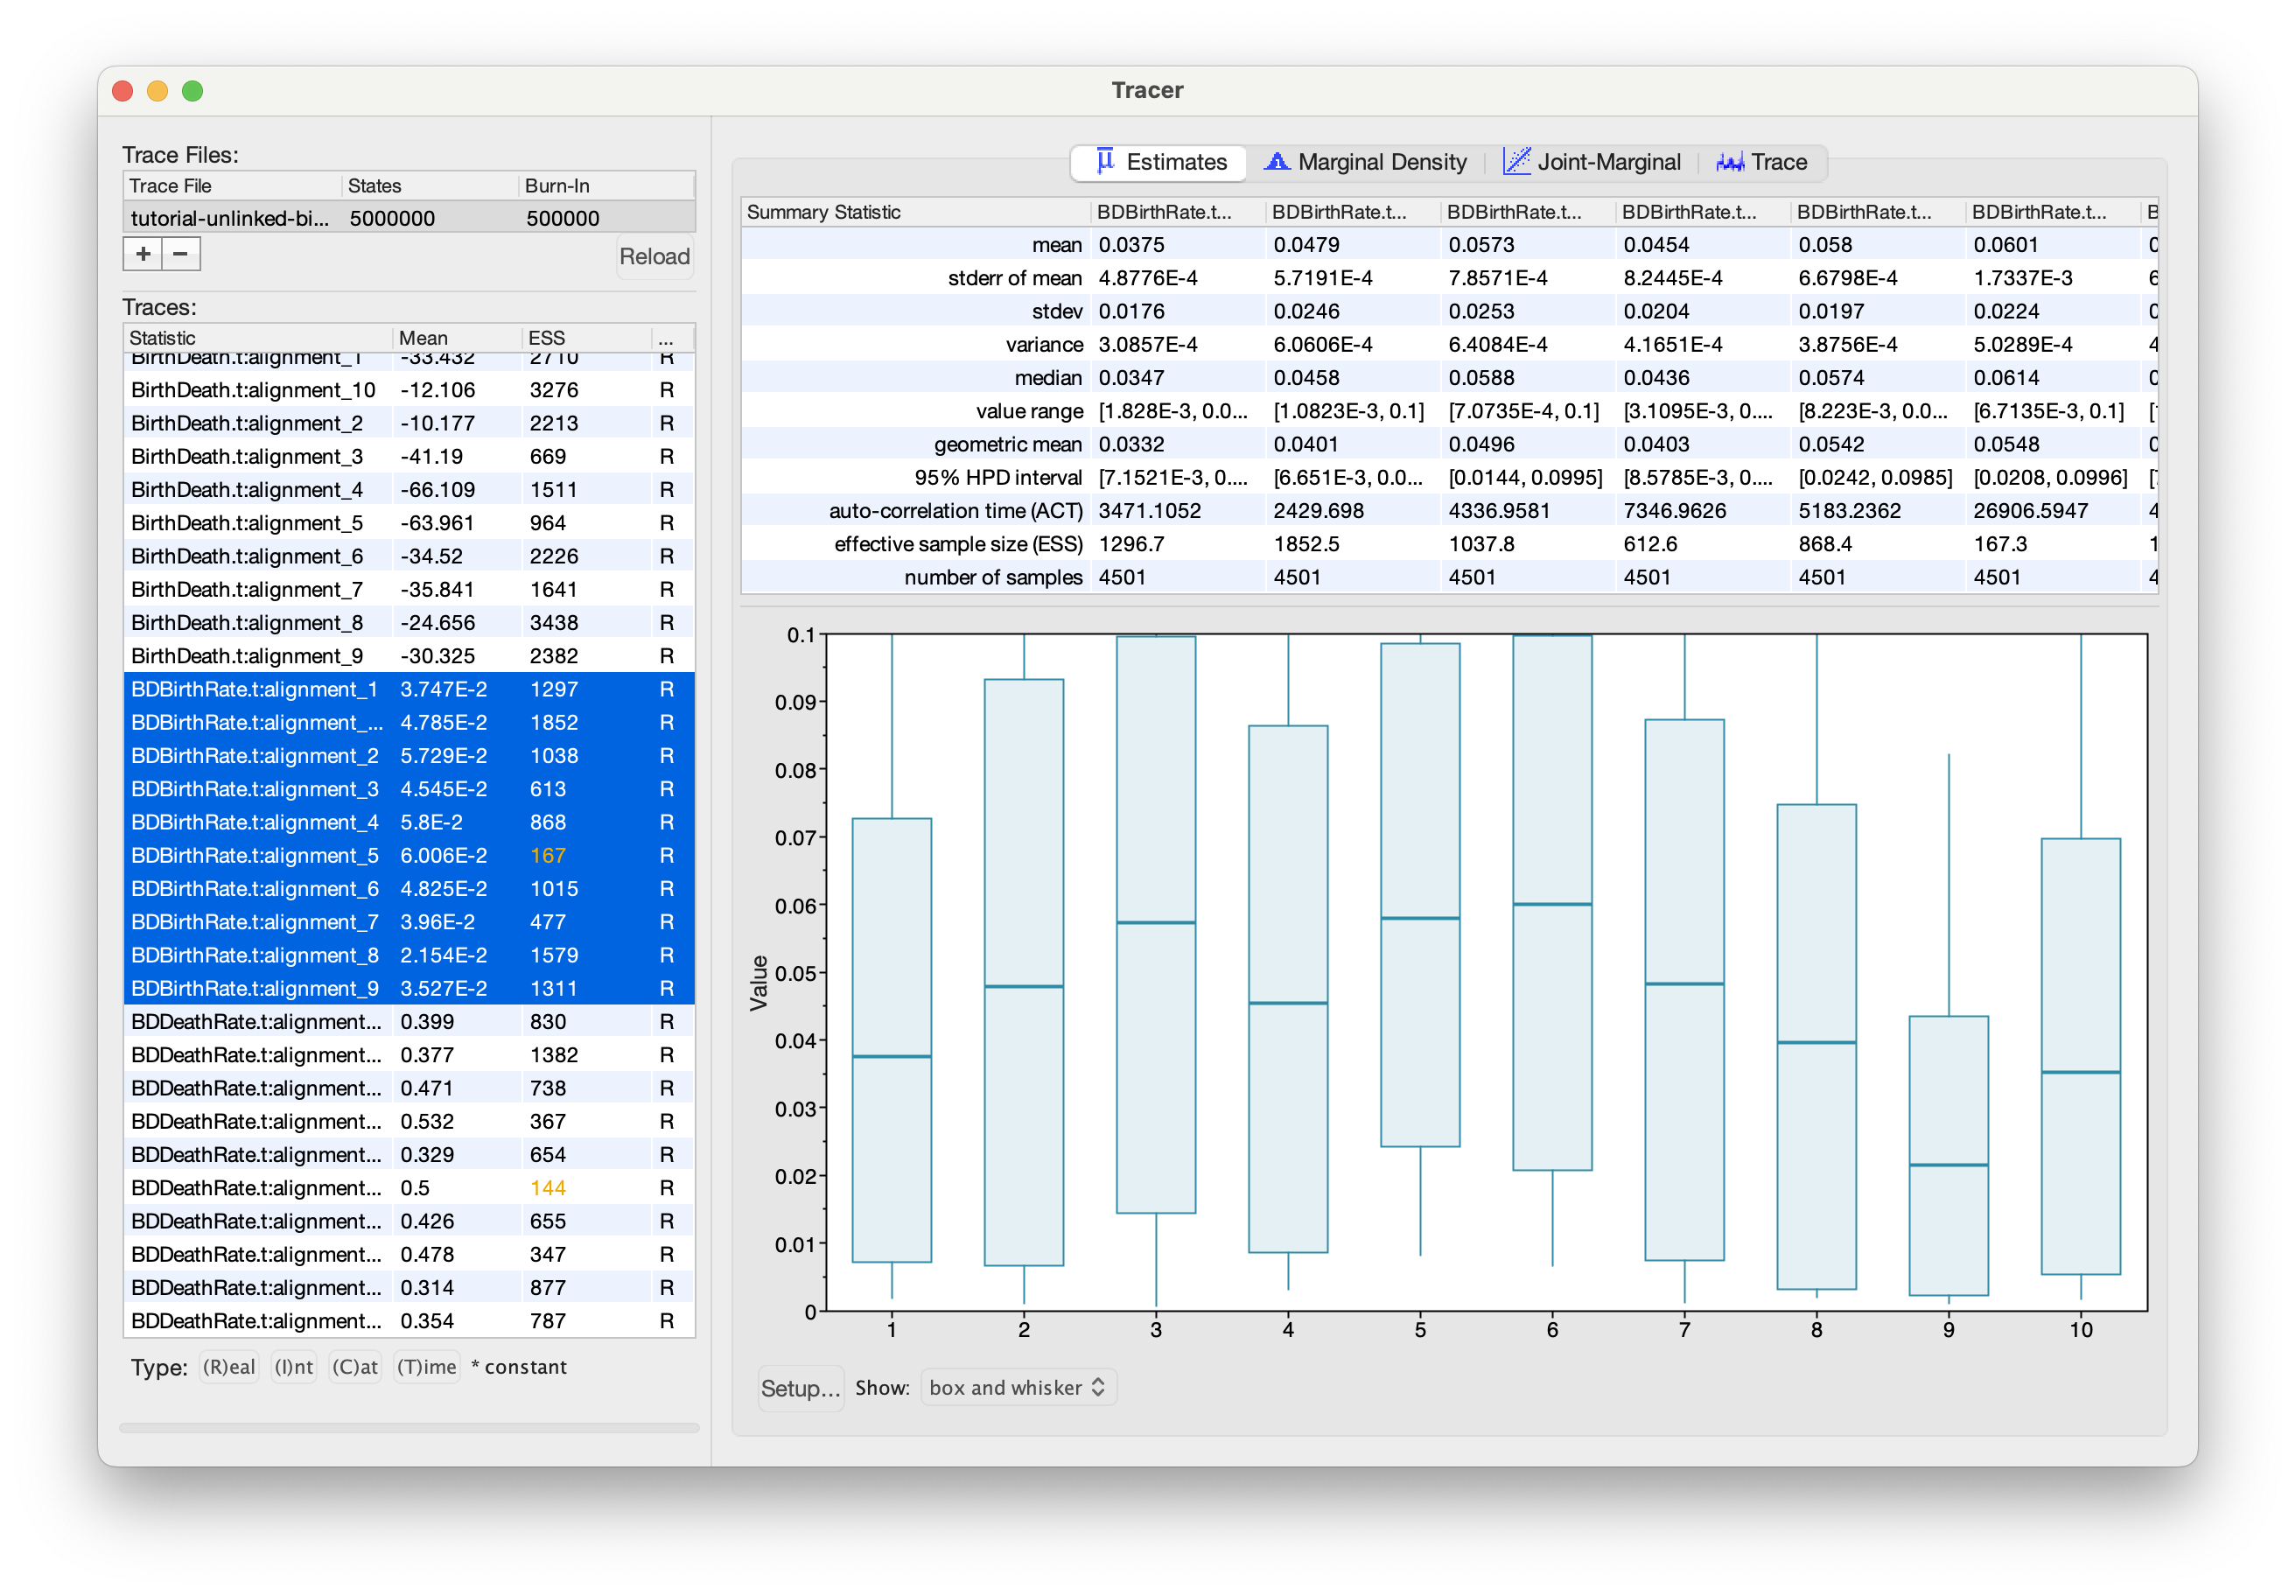 Tracer
Trace Files:
Trace File States Burn-In
tutorial-unlinked-bi... 5000000 500000
+ −
Reload
Traces:
Statistic Mean ESS ...
BirthDeath.t:alignment_1 -33.432 2710 R
BirthDeath.t:alignment_10 -12.106 3276 R
BirthDeath.t:alignment_2 -10.177 2213 R
BirthDeath.t:alignment_3 -41.19 669 R
BirthDeath.t:alignment_4 -66.109 1511 R
BirthDeath.t:alignment_5 -63.961 964 R
BirthDeath.t:alignment_6 -34.52 2226 R
BirthDeath.t:alignment_7 -35.841 1641 R
BirthDeath.t:alignment_8 -24.656 3438 R
BirthDeath.t:alignment_9 -30.325 2382 R
BDBirthRate.t:alignment_1 3.747E-2 1297 R
BDBirthRate.t:alignment_... 4.785E-2 1852 R
BDBirthRate.t:alignment_2 5.729E-2 1038 R
BDBirthRate.t:alignment_3 4.545E-2 613 R
BDBirthRate.t:alignment_4 5.8E-2 868 R
BDBirthRate.t:alignment_5 6.006E-2 167 R
BDBirthRate.t:alignment_6 4.825E-2 1015 R
BDBirthRate.t:alignment_7 3.96E-2 477 R
BDBirthRate.t:alignment_8 2.154E-2 1579 R
BDBirthRate.t:alignment_9 3.527E-2 1311 R
BDDeathRate.t:alignment... 0.399 830 R
BDDeathRate.t:alignment... 0.377 1382 R
BDDeathRate.t:alignment... 0.471 738 R
BDDeathRate.t:alignment... 0.532 367 R
BDDeathRate.t:alignment... 0.329 654 R
BDDeathRate.t:alignment... 0.5 144 R
BDDeathRate.t:alignment... 0.426 655 R
BDDeathRate.t:alignment... 0.478 347 R
BDDeathRate.t:alignment... 0.314 877 R
BDDeathRate.t:alignment... 0.354 787 R
Type: (R)eal (I)nt (C)at (T)ime * constant
Estimates Marginal Density Joint-Marginal Trace
Summary Statistic BDBirthRate.t... BDBirthRate.t... BDBirthRate.t... BDBirthRate.t... BDBirthRate.t... BDBirthRate.t...
mean 0.0375 0.0479 0.0573 0.0454 0.058 0.0601
stderr of mean 4.8776E-4 5.7191E-4 7.8571E-4 8.2445E-4 6.6798E-4 1.7337E-3
stdev 0.0176 0.0246 0.0253 0.0204 0.0197 0.0224
variance 3.0857E-4 6.0606E-4 6.4084E-4 4.1651E-4 3.8756E-4 5.0289E-4
median 0.0347 0.0458 0.0588 0.0436 0.0574 0.0614
value range [1.828E-3, 0.0... [1.0823E-3, 0.1] [7.0735E-4, 0.1] [3.1095E-3, 0.... [8.223E-3, 0.0... [6.7135E-3, 0.1]
geometric mean 0.0332 0.0401 0.0496 0.0403 0.0542 0.0548
95% HPD interval [7.1521E-3, 0.... [6.651E-3, 0.0... [0.0144, 0.0995] [8.5785E-3, 0.... [0.0242, 0.0985] [0.0208, 0.0996]
auto-correlation time (ACT) 3471.1052 2429.698 4336.9581 7346.9626 5183.2362 26906.5947
effective sample size (ESS) 1296.7 1852.5 1037.8 612.6 868.4 167.3
number of samples 4501 4501 4501 4501 4501 4501
Value
0.1
0.09
0.08
0.07
0.06
0.05
0.04
0.03
0.02
0.01
0
1 2 3 4 5 6 7 8 9 10
Setup... Show: box and whisker